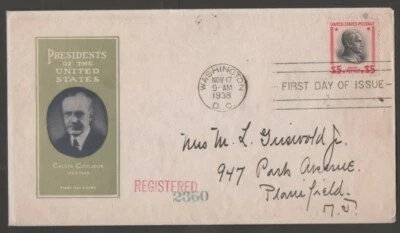 PRESIDENTS
OF THE
UNITED
STATES
CALVIN COOLIDGE
WASHINGTON
NOV 17
9-AM
1938
D.C.
UNITED STATES POSTAGE
$5 $5
FIRST DAY OF ISSUE
Mrs M. L. Griswold Jr.
947 Park Avenue.
Plainfield.
N.J.
REGISTERED
2350